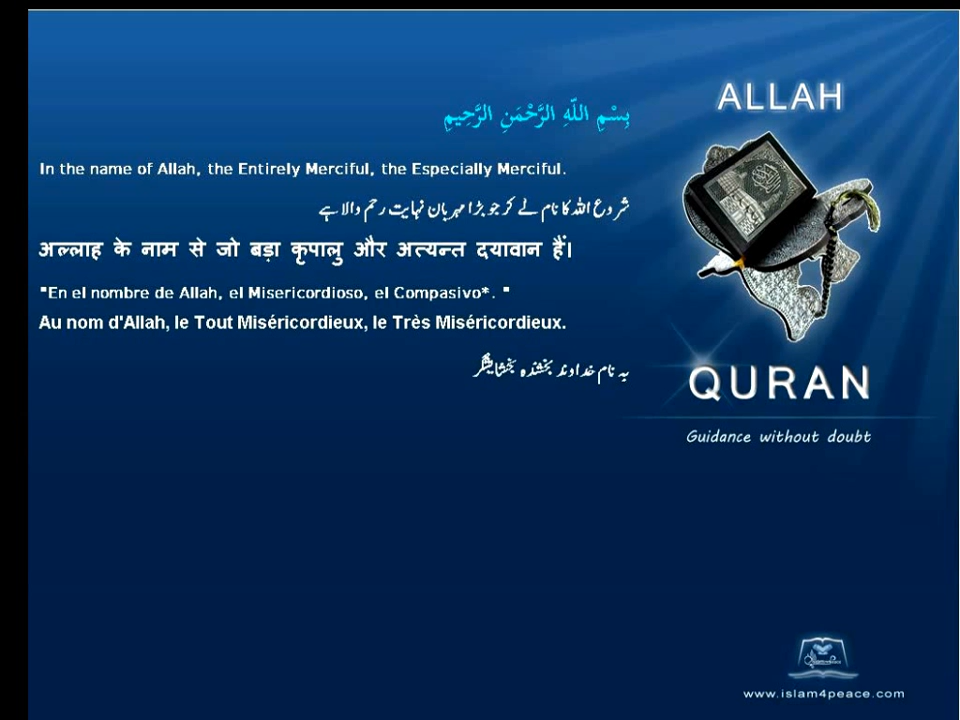 بِسْمِ اللّهِ الرَّحْمَنِ الرَّحِيمِ
In the name of Allah, the Entirely Merciful, the Especially Merciful.
شروع اللہ کا نام لے کر جو بڑا مہربان نہایت رحم والا ہے
अल्लाह के नाम से जो बड़ा कृपालु और अत्यन्त दयावान हैं।
"En el nombre de Allah, el Misericordioso, el Compasivo*. "
Au nom d'Allah, le Tout Miséricordieux, le Très Miséricordieux.
به نام خداوند بخشنده بخشایشگر
ALLAH
QURAN
Guidance without doubt
www.islam4peace.com